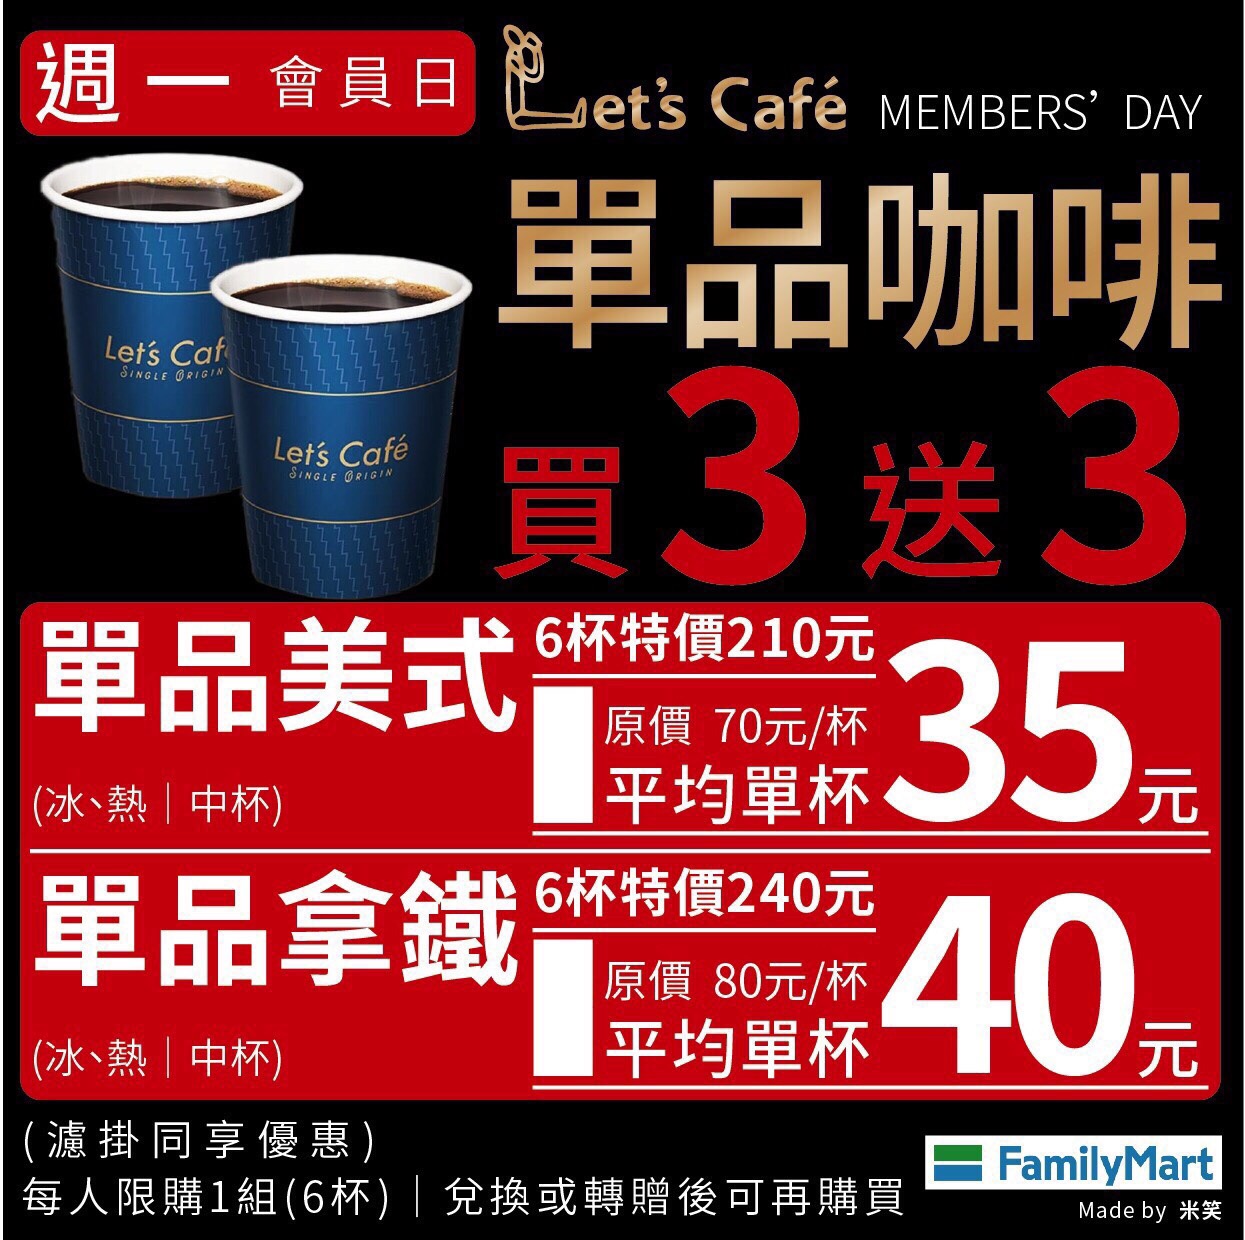 週一會員日
Let's Café MEMBERS' DAY
單品咖啡
買3送3
Let's Café
SINGLE ORIGIN
Let's Café
SINGLE ORIGIN
單品美式
(冰、熱｜中杯)
6杯特價210元
原價 70元/杯
平均單杯35元
單品拿鐵
(冰、熱｜中杯)
6杯特價240元
原價 80元/杯
平均單杯40元
(濾掛同享優惠)
每人限購1組(6杯)｜兌換或轉贈後可再購買
FamilyMart
Made by 米笑